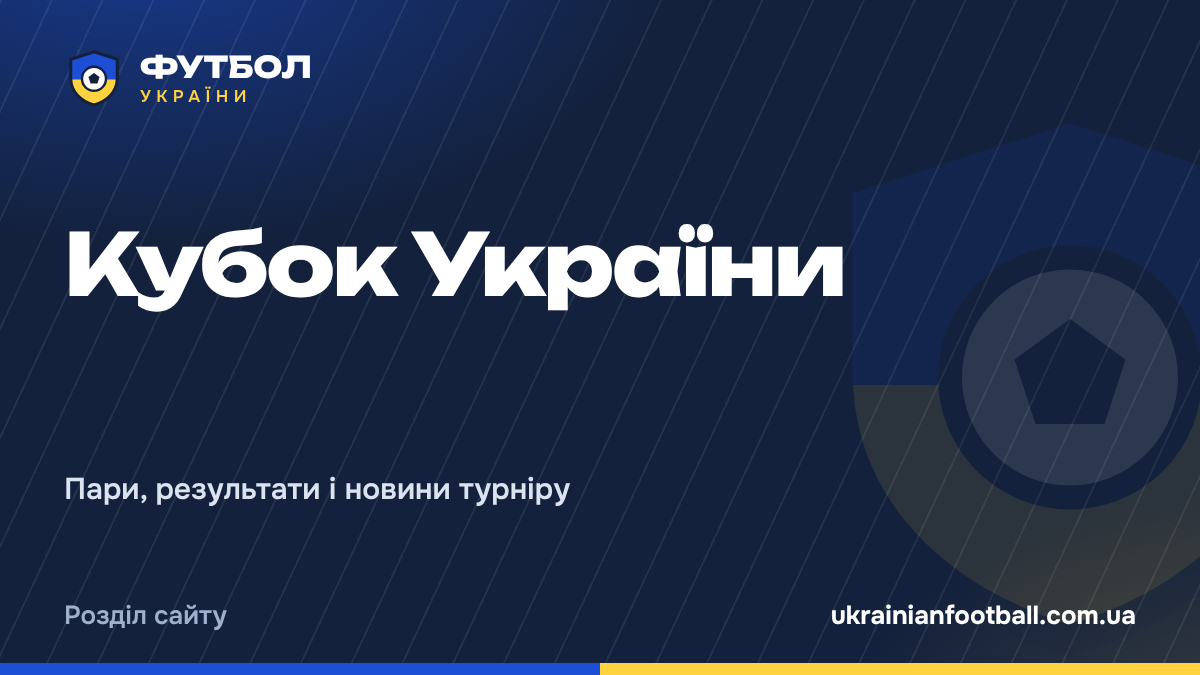 ФУТБОЛ
УКРАЇНИ
Кубок України
Пари, результати і новини турніру
Розділ сайту
ukrainianfootball.com.ua